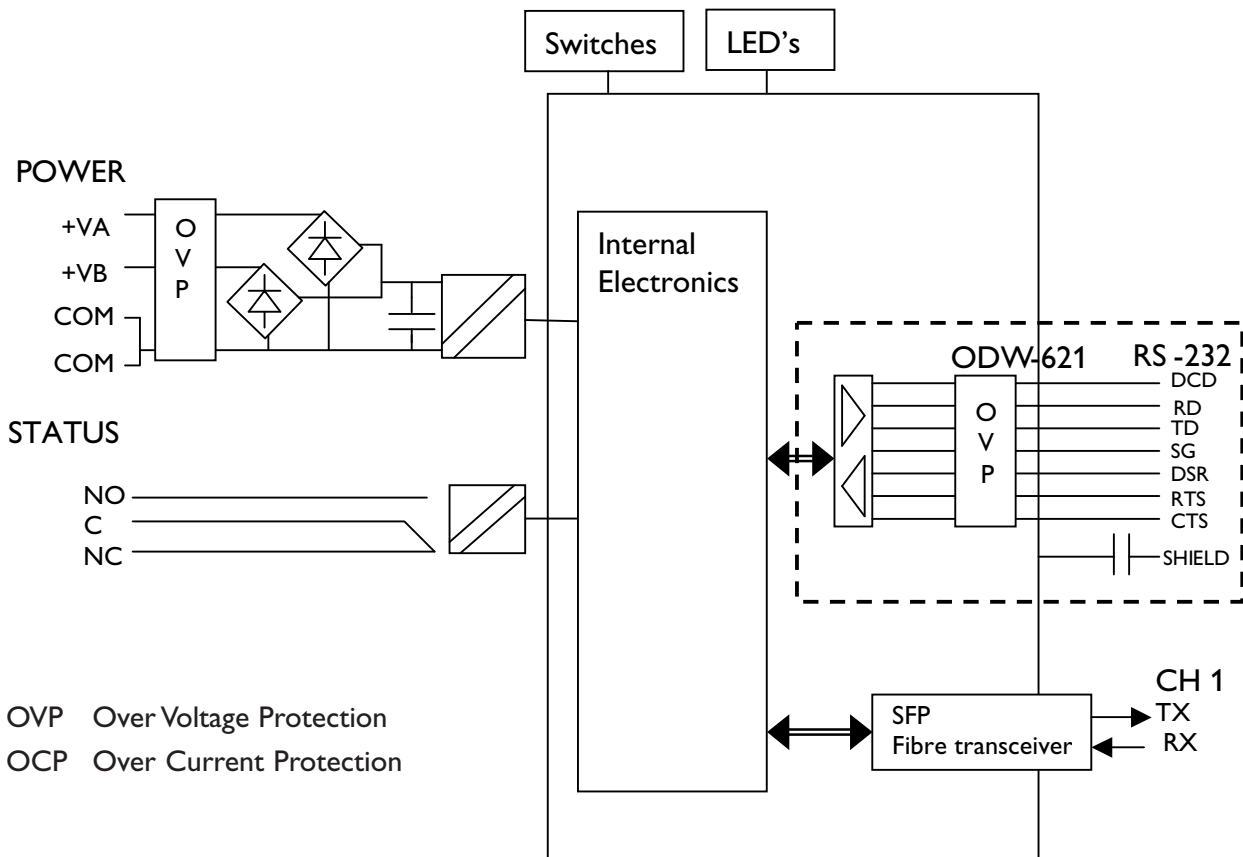 Switches
LED's
POWER
+VA
+VB
COM
COM
O
V
P
Internal
Electronics
STATUS
NO
C
NC
ODW-621
RS -232
O
V
P
DCD
RD
TD
SG
DSR
RTS
CTS
SHIELD
CH 1
SFP
Fibre transceiver
TX
RX
OVP Over Voltage Protection
OCP Over Current Protection